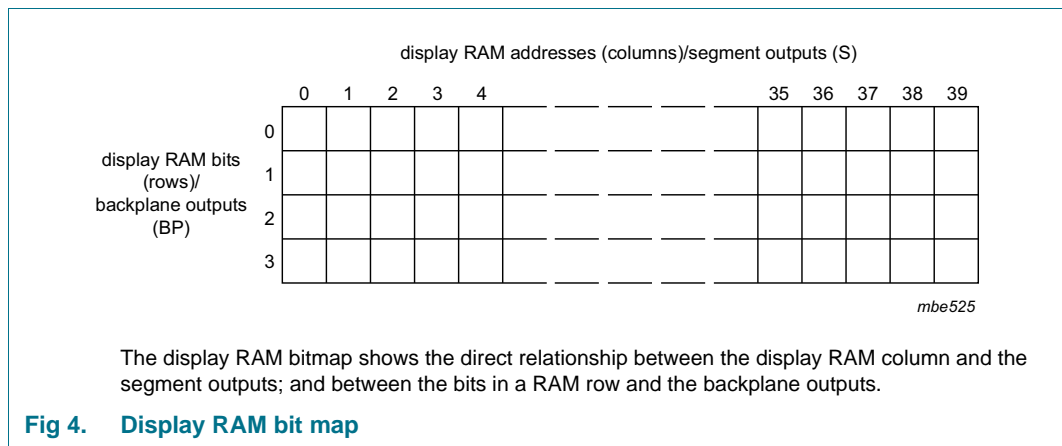 display RAM addresses (columns)/segment outputs (S)
0 1 2 3 4 35 36 37 38 39
0
display RAM bits
(rows)/
backplane outputs
(BP)
1
2
3
mbe525
The display RAM bitmap shows the direct relationship between the display RAM column and the
segment outputs; and between the bits in a RAM row and the backplane outputs.
Fig 4. Display RAM bit map